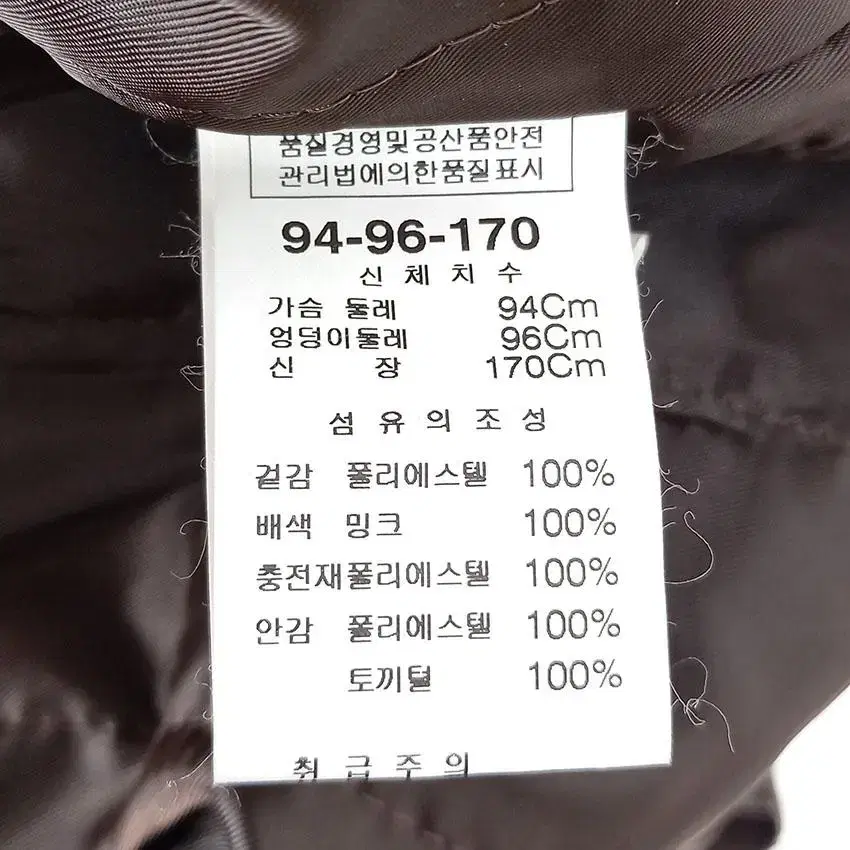 품질경영및공산품안전
관리법에의한품질표시
94-96-170
신 체 치 수
가슴 둘레 94Cm
엉덩이둘레 96Cm
신 장 170Cm
섬 유 의 조 성
겉감 폴리에스텔 100%
배색 밍크 100%
충전재폴리에스텔 100%
안감 폴리에스텔 100%
토끼털 100%
취 급 주 의